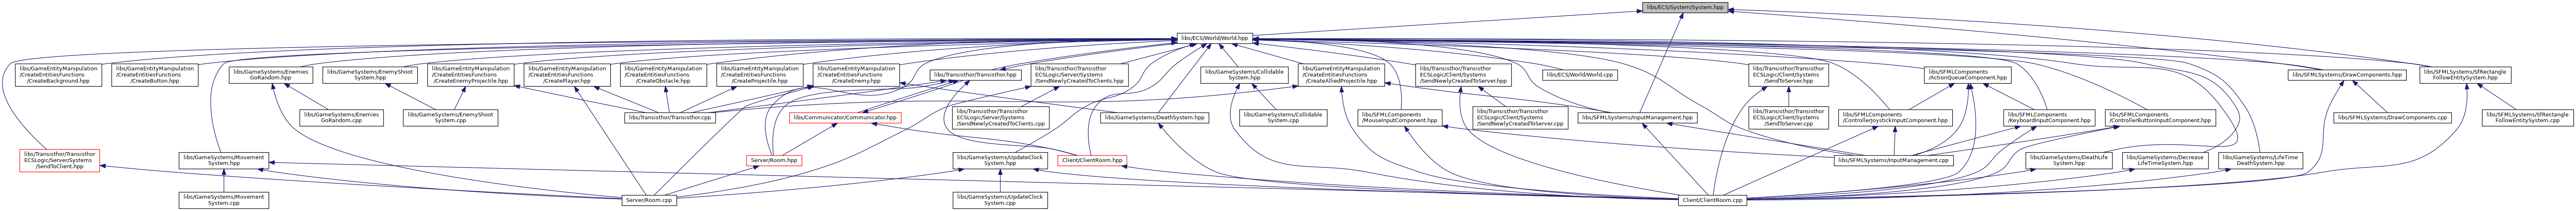 libs/ECS/System/System.hpp
libs/ECS/World/World.hpp
libs/GameEntityManipulation
/CreateEntitiesFunctions
/CreateBackground.hpp
libs/GameEntityManipulation
/CreateEntitiesFunctions
/CreateButton.hpp
libs/GameSystems/Enemies
GoRandom.hpp
libs/GameSystems/EnemyShoot
System.hpp
libs/GameEntityManipulation
/CreateEntitiesFunctions
/CreateEnemyProjectile.hpp
libs/GameEntityManipulation
/CreateEntitiesFunctions
/CreatePlayer.hpp
libs/GameEntityManipulation
/CreateEntitiesFunctions
/CreateObstacle.hpp
libs/GameEntityManipulation
/CreateEntitiesFunctions
/CreateProjectile.hpp
libs/GameEntityManipulation
/CreateEntitiesFunctions
/CreateEnemy.hpp
libs/Transisthor/Transisthor.hpp
libs/Transisthor/Transisthor
ECSLogic/Server/Systems
/SendNewlyCreatedToClients.hpp
libs/GameSystems/Collidable
System.hpp
libs/GameEntityManipulation
/CreateEntitiesFunctions
/CreateAlliedProjectile.hpp
libs/Transisthor/Transisthor
ECSLogic/Client/Systems
/SendNewlyCreatedToServer.hpp
libs/ECS/World/World.cpp
libs/Transisthor/Transisthor
ECSLogic/Client/Systems
/SendToServer.hpp
libs/SFMLComponents
/ActionQueueComponent.hpp
libs/SFMLSystems/DrawComponents.hpp
libs/SFMLSystems/SfRectangle
FollowEntitySystem.hpp
libs/GameSystems/Enemies
GoRandom.cpp
libs/GameSystems/EnemyShoot
System.cpp
libs/Transisthor/Transisthor.cpp
libs/Communicator/Communicator.hpp
libs/Transisthor/Transisthor
ECSLogic/Server/Systems
/SendNewlyCreatedToClients.cpp
libs/GameSystems/DeathSystem.hpp
libs/GameSystems/Collidable
System.cpp
libs/SFMLComponents
/MouseInputComponent.hpp
libs/Transisthor/Transisthor
ECSLogic/Client/Systems
/SendNewlyCreatedToServer.cpp
libs/SFMLSystems/InputManagement.hpp
libs/Transisthor/Transisthor
ECSLogic/Client/Systems
/SendToServer.cpp
libs/SFMLComponents
/ControllerJoystickInputComponent.hpp
libs/SFMLComponents
/KeyboardInputComponent.hpp
libs/SFMLComponents
/ControllerButtonInputComponent.hpp
libs/SFMLSystems/DrawComponents.cpp
libs/SFMLSystems/SfRectangle
FollowEntitySystem.cpp
libs/Transisthor/Transisthor
ECSLogic/Server/Systems
/SendToClient.hpp
libs/GameSystems/Movement
System.hpp
Server/Room.hpp
libs/GameSystems/UpdateClock
System.hpp
Client/ClientRoom.hpp
libs/SFMLSystems/InputManagement.cpp
libs/GameSystems/DeathLife
System.hpp
libs/GameSystems/Decrease
LifeTimeSystem.hpp
libs/GameSystems/LifeTime
DeathSystem.hpp
libs/GameSystems/Movement
System.cpp
Server/Room.cpp
libs/GameSystems/UpdateClock
System.cpp
Client/ClientRoom.cpp